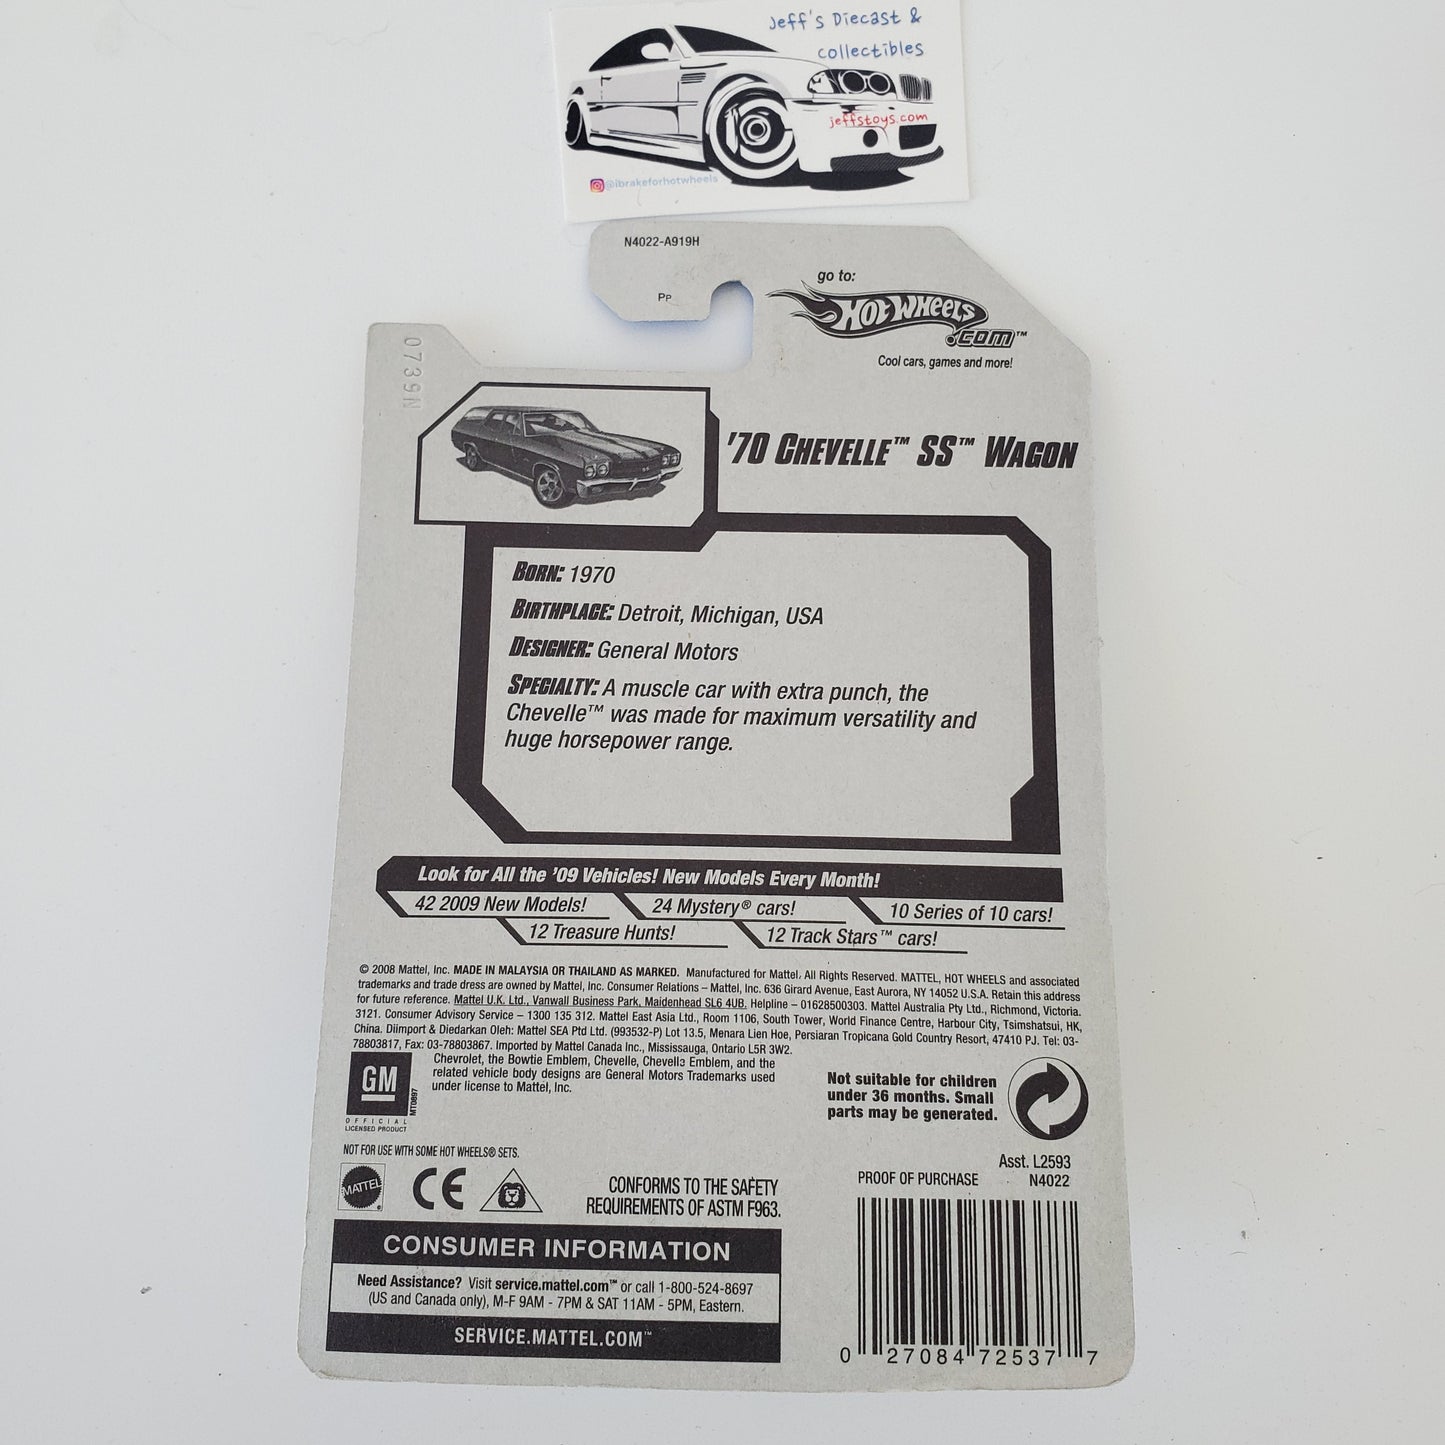 Jeff's Diecast &
collectibles
jeffstoys.com
@ibrakeforhotwheels
N4022-A919H
PP
go to:
HOT WHEELS
.COM™
Cool cars, games and more!
0739N
'70 CHEVELLE™ SS™ WAGON
BORN: 1970
BIRTHPLACE: Detroit, Michigan, USA
DESIGNER: General Motors
SPECIALTY: A muscle car with extra punch, the
Chevelle™ was made for maximum versatility and
huge horsepower range.
Look for All the '09 Vehicles! New Models Every Month!
42 2009 New Models!
24 Mystery® cars!
10 Series of 10 cars!
12 Treasure Hunts!
12 Track Stars™ cars!
© 2008 Mattel, Inc. MADE IN MALAYSIA OR THAILAND AS MARKED. Manufactured for Mattel. All Rights Reserved. MATTEL, HOT WHEELS and associated
trademarks and trade dress are owned by Mattel, Inc. Consumer Relations – Mattel, Inc. 636 Girard Avenue, East Aurora, NY 14052 U.S.A. Retain this address
for future reference. Mattel U.K. Ltd., Vanwall Business Park, Maidenhead SL6 4UB. Helpline – 01628500303. Mattel Australia Pty Ltd., Richmond, Victoria.
3121. Consumer Advisory Service – 1300 135 312. Mattel East Asia Ltd., Room 1106, South Tower, World Finance Centre, Harbour City, Tsimshatsui, HK,
China. Diimport & Diedarkan Oleh: Mattel SEA Ptd Ltd. (993532-P) Lot 13.5, Menara Lien Hoe, Persiaran Tropicana Gold Country Resort, 47410 PJ. Tel: 03-
78803817, Fax: 03-78803867. Imported by Mattel Canada Inc., Mississauga, Ontario L5R 3W2.
GM
MT0897
OFFICIAL
LICENSED PRODUCT
Chevrolet, the Bowtie Emblem, Chevelle, Chevelle Emblem, and the
related vehicle body designs are General Motors Trademarks used
under license to Mattel, Inc.
Not suitable for children
under 36 months. Small
parts may be generated.
NOT FOR USE WITH SOME HOT WHEELS® SETS.
MATTEL
CE
CONFORMS TO THE SAFETY
REQUIREMENTS OF ASTM F963.
Asst. L2593
PROOF OF PURCHASE N4022
CONSUMER INFORMATION
Need Assistance? Visit service.mattel.com™ or call 1-800-524-8697
(US and Canada only), M-F 9AM - 7PM & SAT 11AM - 5PM, Eastern.
SERVICE.MATTEL.COM™
0 27084 72537 7